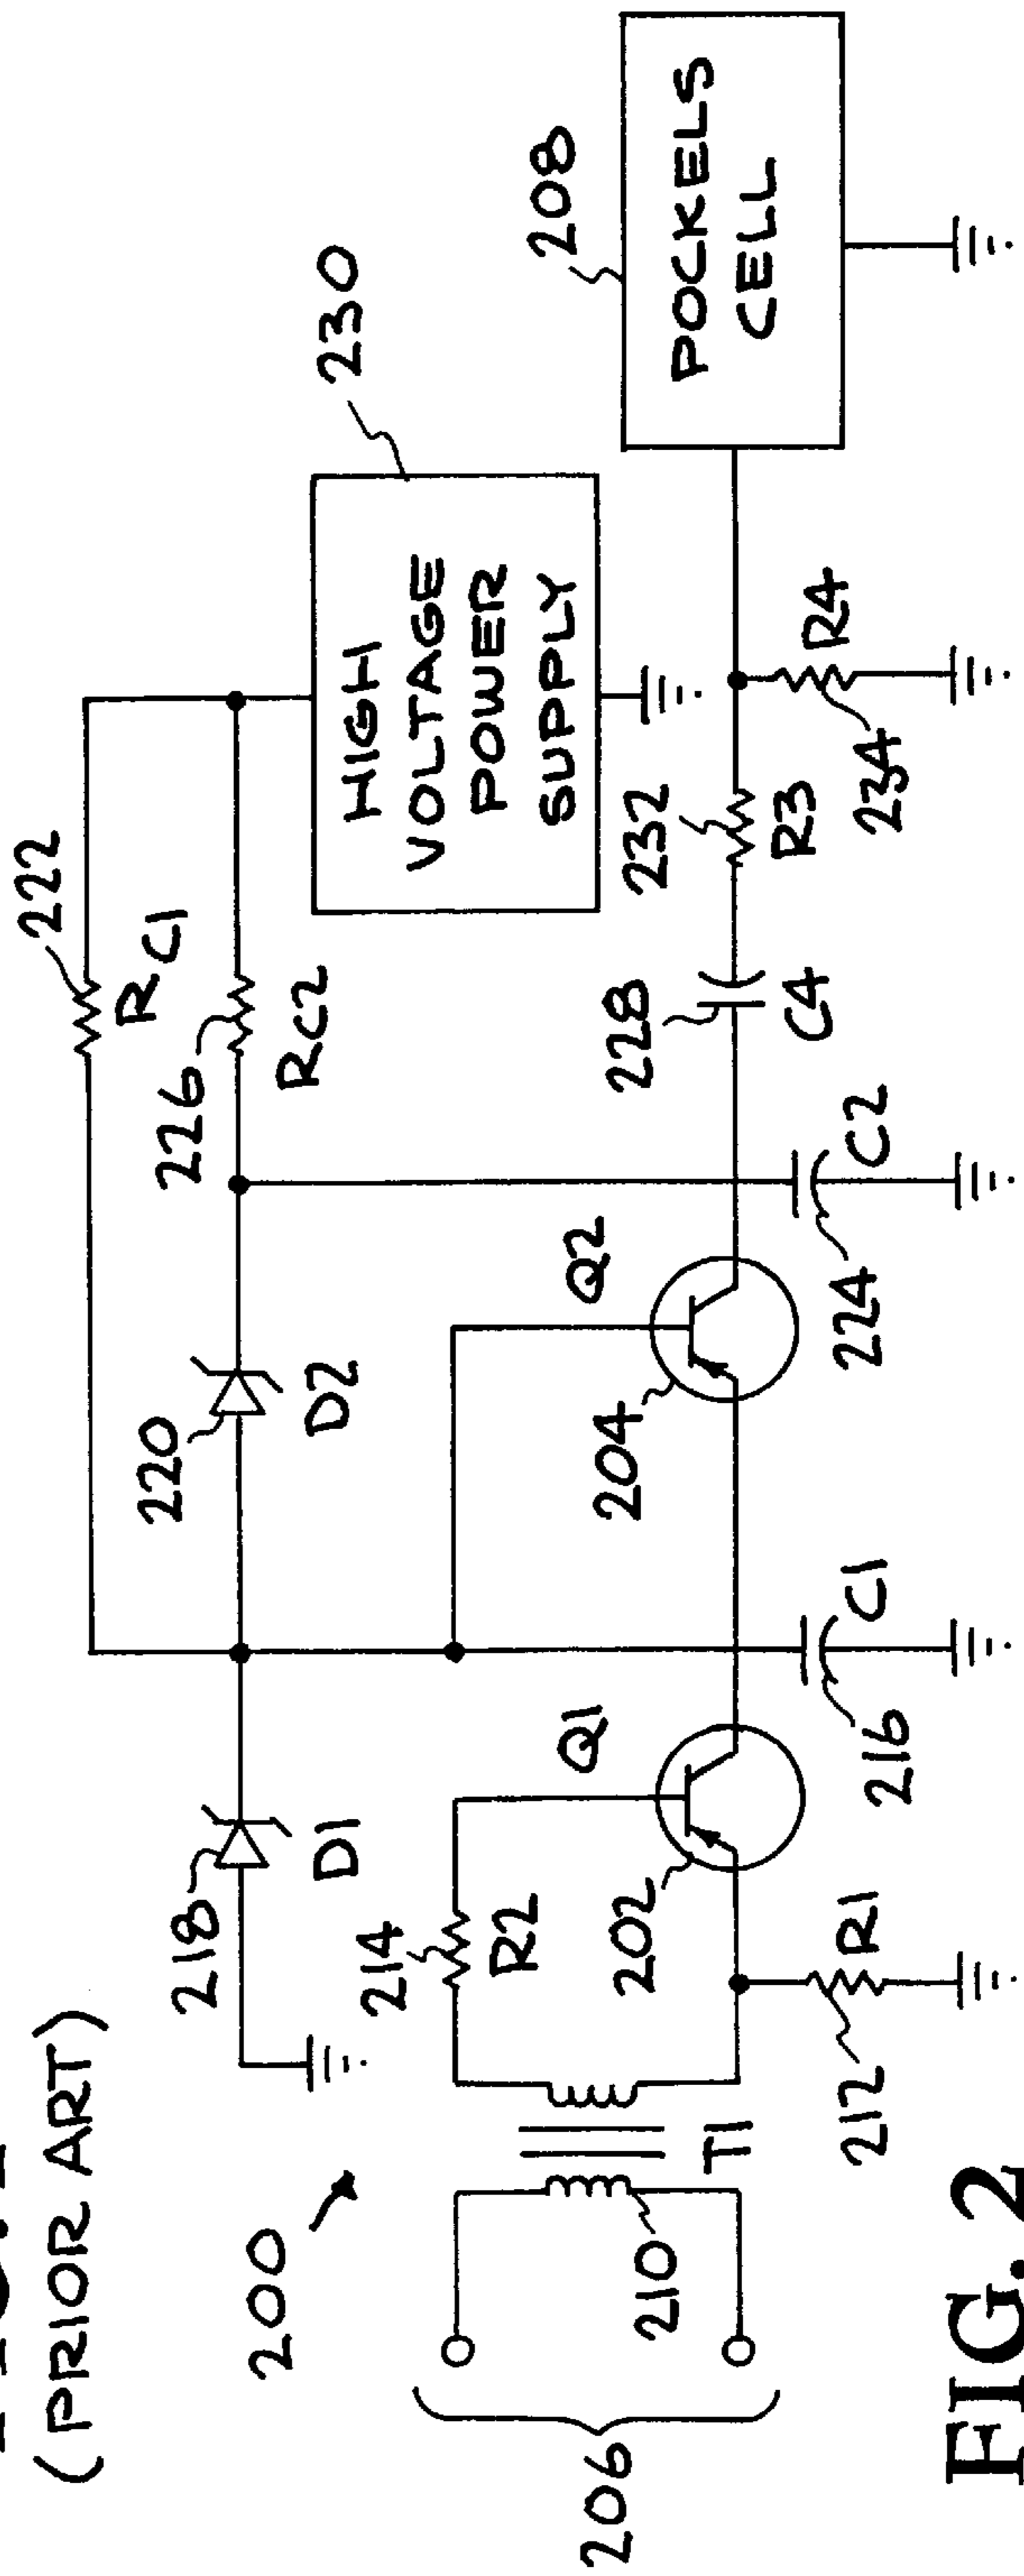 (PRIOR ART)
200
206
210
T1
218
D1
214
R2
202
Q1
212
R1
216
C1
220
D2
204
Q2
224
C2
222
RC1
226
RC2
228
C4
232
R3
234
R4
230
HIGH
VOLTAGE
POWER
SUPPLY
208
POCKELS
CELL
FIG. 2